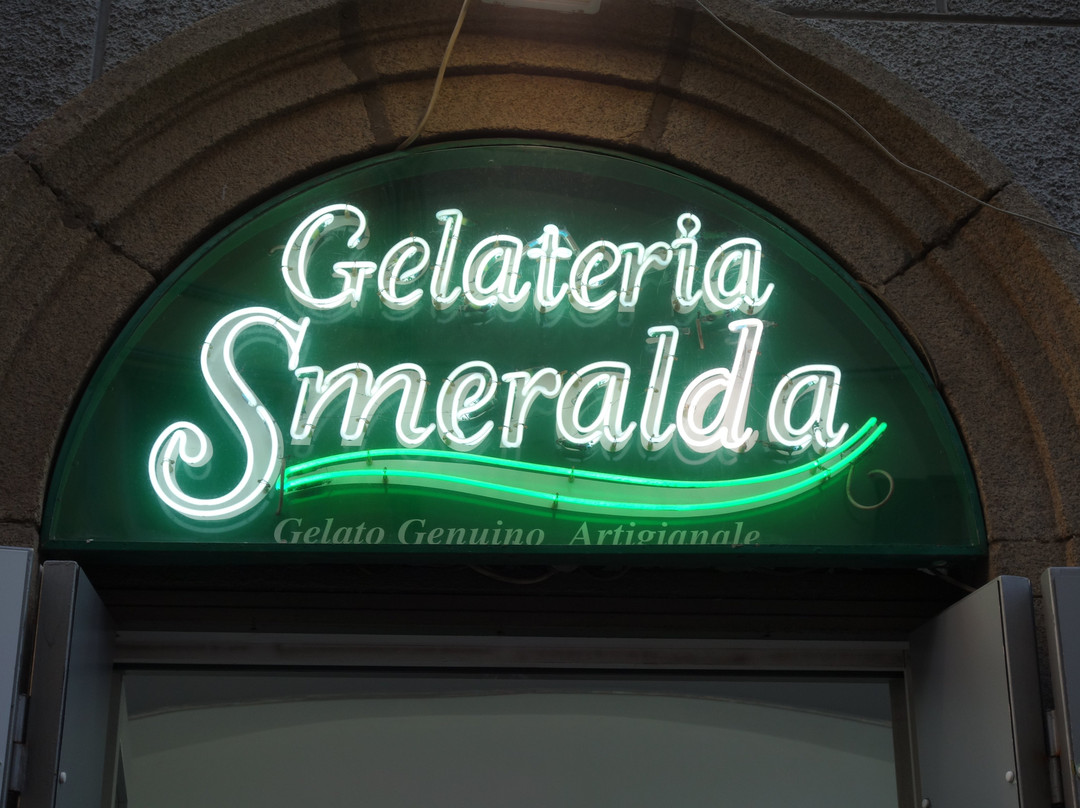 Gelateria
Smeralda
Gelato Genuino Artigianale